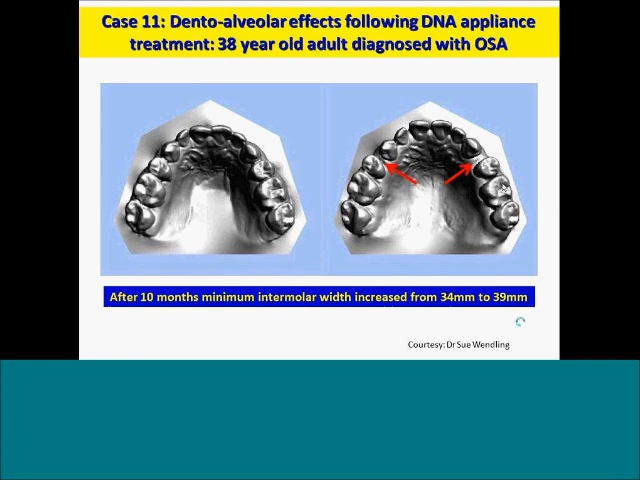 Case 11: Dento-alveolar effects following DNA appliance
treatment: 38 year old adult diagnosed with OSA
After 10 months minimum intermolar width increased from 34mm to 39mm
Courtesy: Dr Sue Wendling